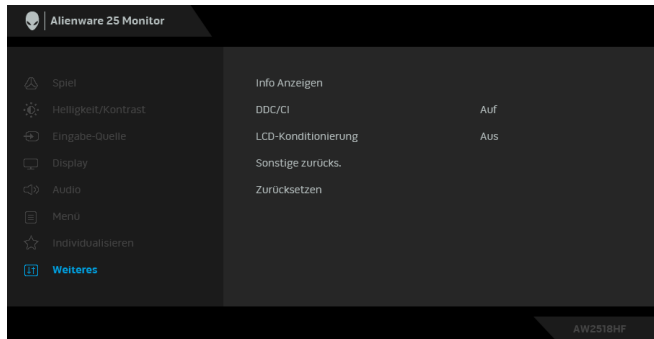 Alienware 25 Monitor
Spiel
Helligkeit/Kontrast
Eingabe-Quelle
Display
Audio
Menü
Individualisieren
Weiteres
Info Anzeigen
DDC/CI Auf
LCD-Konditionierung Aus
Sonstige zurücks.
Zurücksetzen
AW2518HF